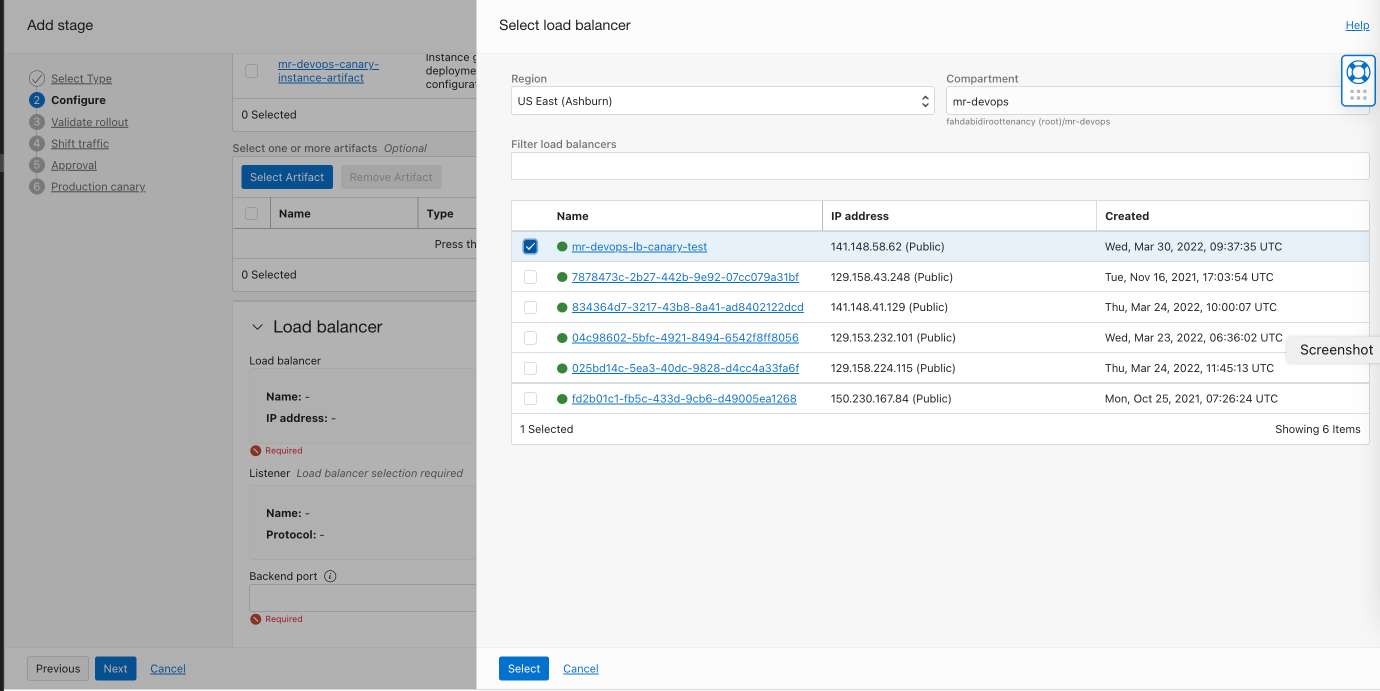 Add stage
Select Type
2 Configure
3 Validate rollout
4 Shift traffic
5 Approval
6 Production canary
mr-devops-canary-
instance-artifact
Instance g
deployme
configurat
0 Selected
Select one or more artifacts Optional
Select Artifact Remove Artifact
Name Type
Press th
0 Selected
Load balancer
Load balancer
Name: -
IP address: -
Required
Listener Load balancer selection required
Name: -
Protocol: -
Backend port i
Required
Previous Next Cancel
Select load balancer
Help
Region
US East (Ashburn)
Compartment
mr-devops
fahdabidiroottenancy (root)/mr-devops
Filter load balancers
Name IP address Created
mr-devops-lb-canary-test 141.148.58.62 (Public) Wed, Mar 30, 2022, 09:37:35 UTC
7878473c-2b27-442b-9e92-07cc079a31bf 129.158.43.248 (Public) Tue, Nov 16, 2021, 17:03:54 UTC
834364d7-3217-43b8-8a41-ad8402122dcd 141.148.41.129 (Public) Thu, Mar 24, 2022, 10:00:07 UTC
04c98602-5bfc-4921-8494-6542f8ff8056 129.153.232.101 (Public) Wed, Mar 23, 2022, 06:36:02 UTC
025bd14c-5ea3-40dc-9828-d4cc4a33fa6f 129.158.224.115 (Public) Thu, Mar 24, 2022, 11:45:13 UTC
fd2b01c1-fb5c-433d-9cb6-d49005ea1268 150.230.167.84 (Public) Mon, Oct 25, 2021, 07:26:24 UTC
1 Selected Showing 6 Items
Screenshot
Select Cancel